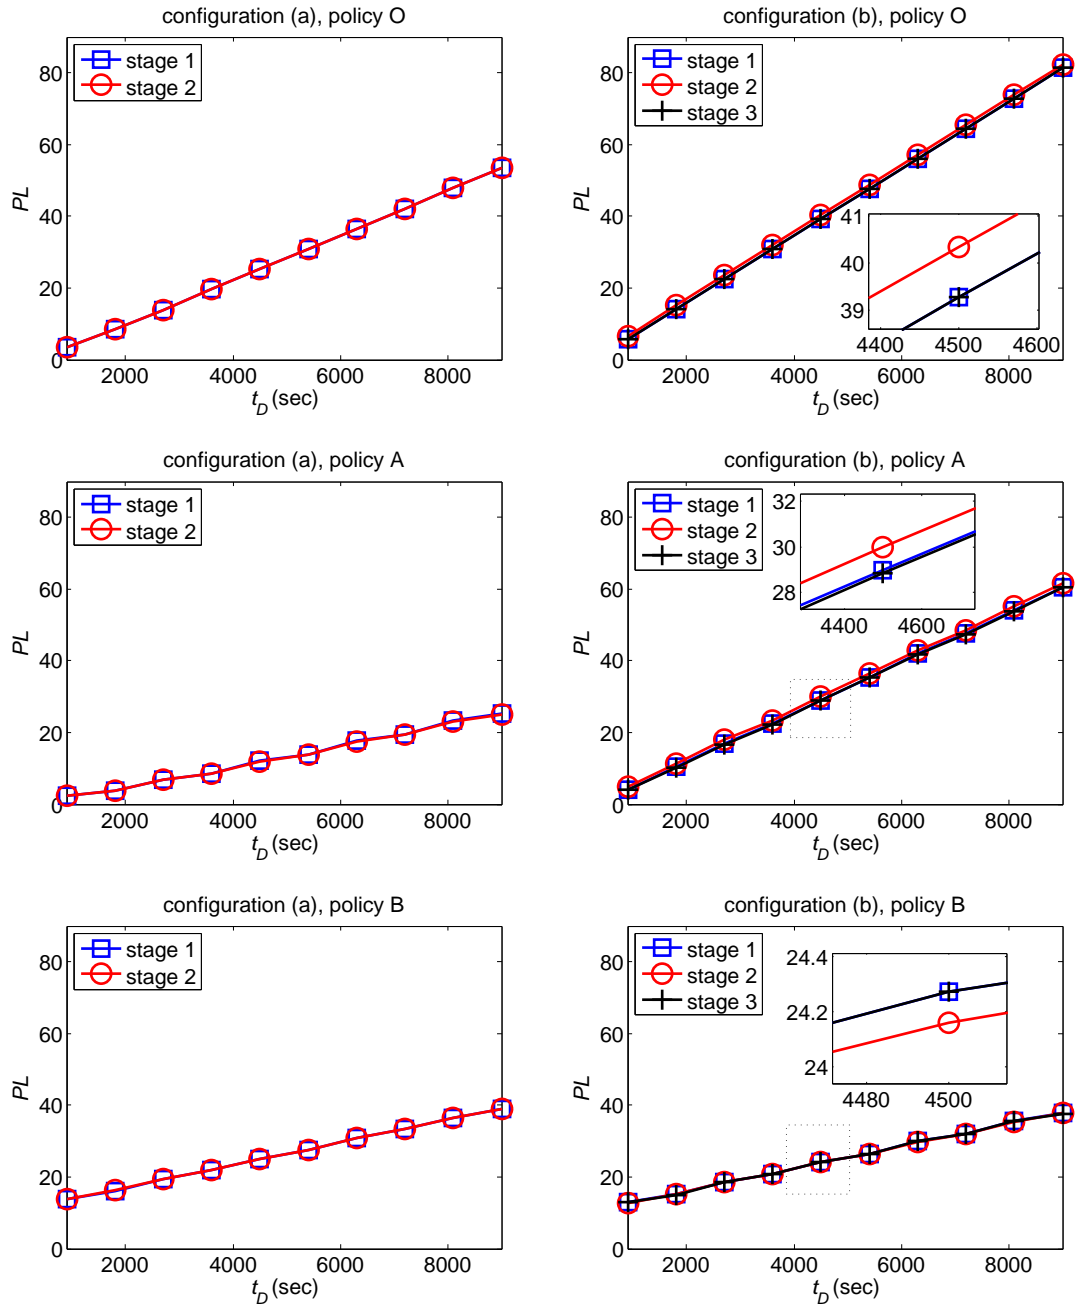 configuration (a), policy O
stage 1
stage 2
80
60
40
20
0
PL
2000 4000 6000 8000
t_D (sec)
configuration (b), policy O
stage 1
stage 2
stage 3
80
60
40
20
0
PL
41
40
39
4400 4500 4600
2000 4000 6000 8000
t_D (sec)
configuration (a), policy A
stage 1
stage 2
80
60
40
20
0
PL
2000 4000 6000 8000
t_D (sec)
configuration (b), policy A
stage 1
stage 2
stage 3
80
60
40
20
0
PL
32
30
28
4400 4600
2000 4000 6000 8000
t_D (sec)
configuration (a), policy B
stage 1
stage 2
80
60
40
20
0
PL
2000 4000 6000 8000
t_D (sec)
configuration (b), policy B
stage 1
stage 2
stage 3
80
60
40
20
0
PL
24.4
24.2
24
4480 4500
2000 4000 6000 8000
t_D (sec)